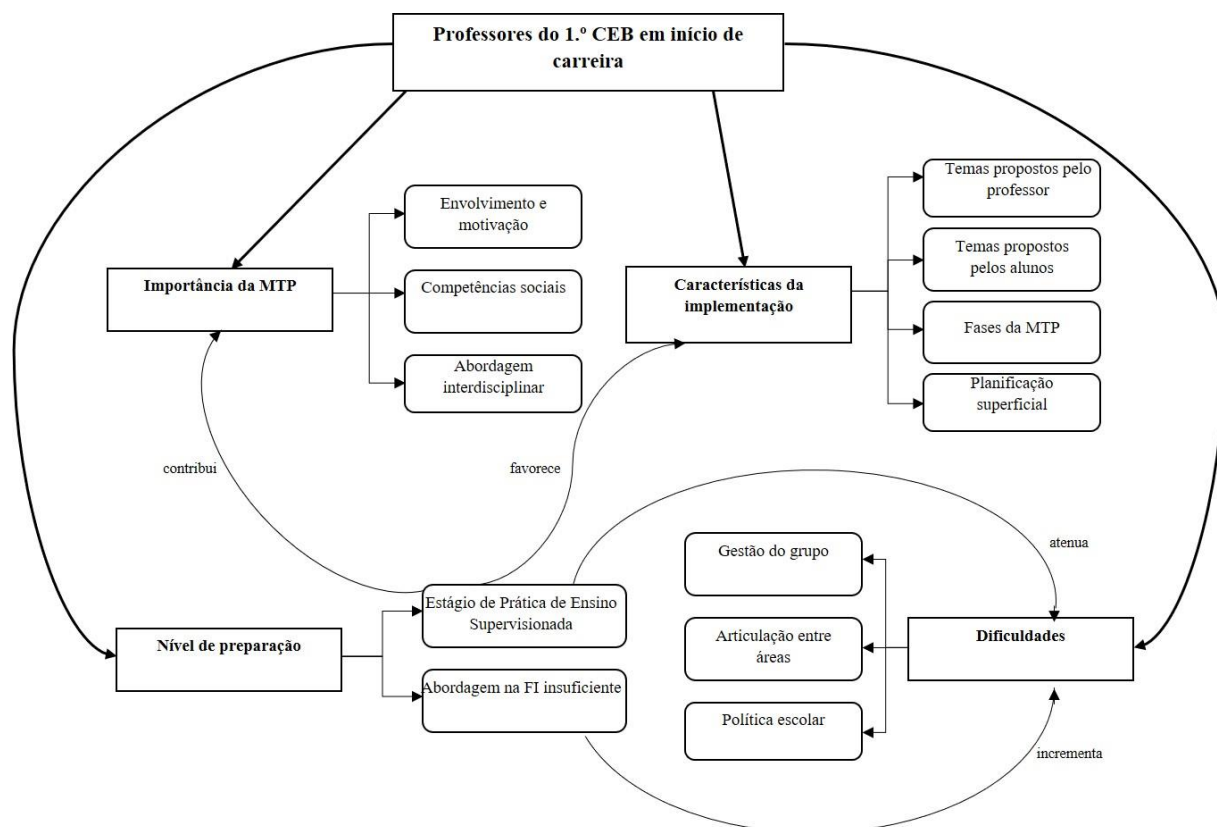 Professores do 1.º CEB em início de
carreira
Envolvimento e
motivação
Importância da MTP
Competências sociais
Abordagem
interdisciplinar
Temas propostos pelo
professor
Temas propostos
pelos alunos
Características da
implementação
Fases da MTP
Planificação
superficial
contribui
favorece
atenua
Nível de preparação
Estágio de Prática de Ensino
Supervisionada
Abordagem na FI insuficiente
Gestão do grupo
Articulação entre
áreas
Política escolar
Dificuldades
incrementa